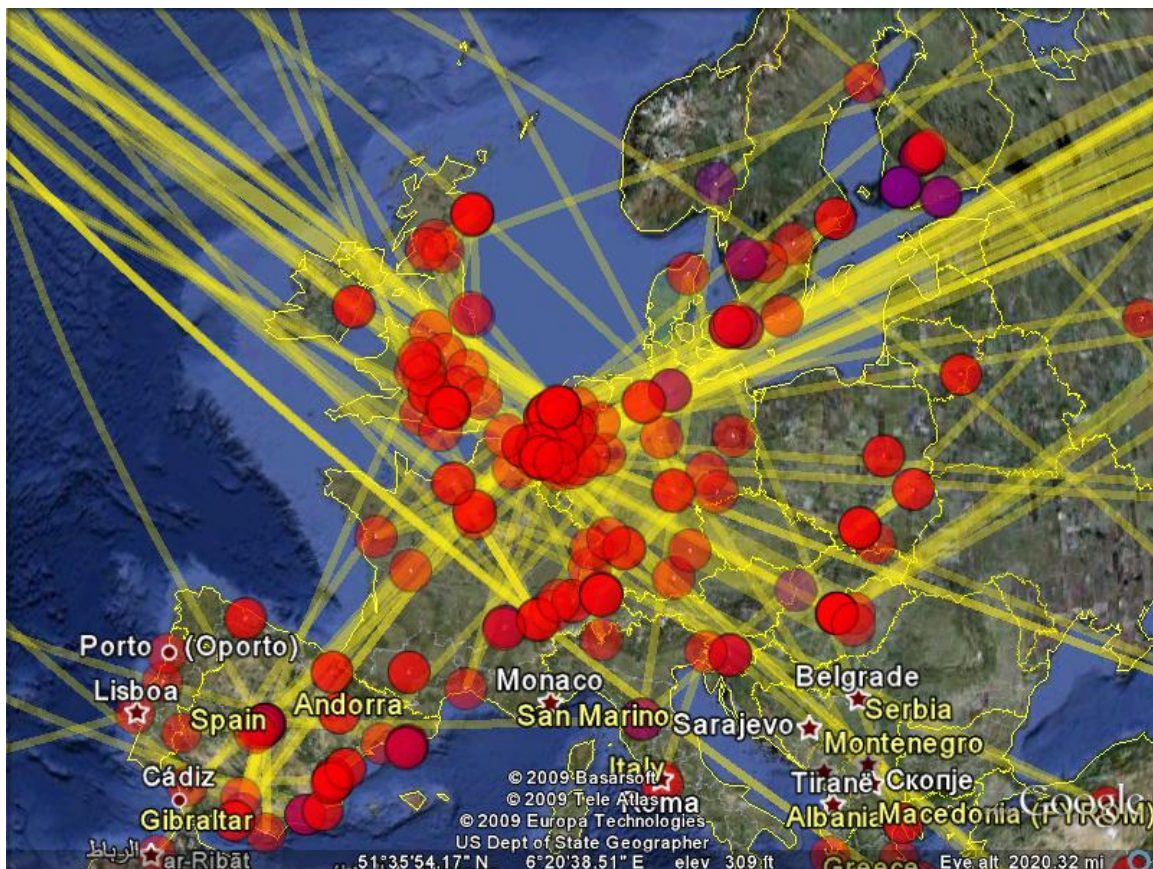 Porto
(Oporto)
Lisboa
Spain
Andorra
Monaco
San Marino
Belgrade
Serbia
Sarajevo
Montenegro
Cádiz
Gibraltar
Italy
Roma
Tiranë
Скопје
Albania
Macedonia (FYROM)
© 2009 Basarsoft
© 2009 Tele Atlas
© 2009 Europa Technologies
US Dept of State Geographer
Google
الرباط
ar-Ribāṭ
Greece
51°35'54.17" N 6°20'38.51" E elev 309 ft
Eye alt 2020.32 mi